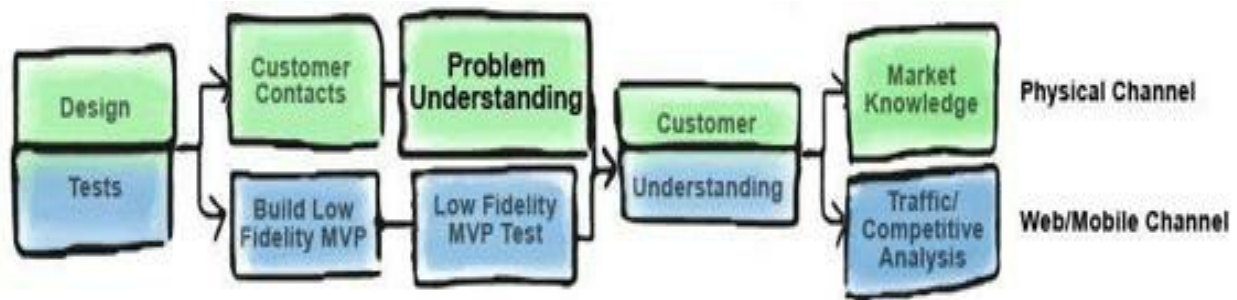 Design
Tests
Customer
Contacts
Problem
Understanding
Build Low
Fidelity MVP
Low Fidelity
MVP Test
Customer
Understanding
Market
Knowledge
Physical Channel
Traffic/
Competitive
Analysis
Web/Mobile Channel